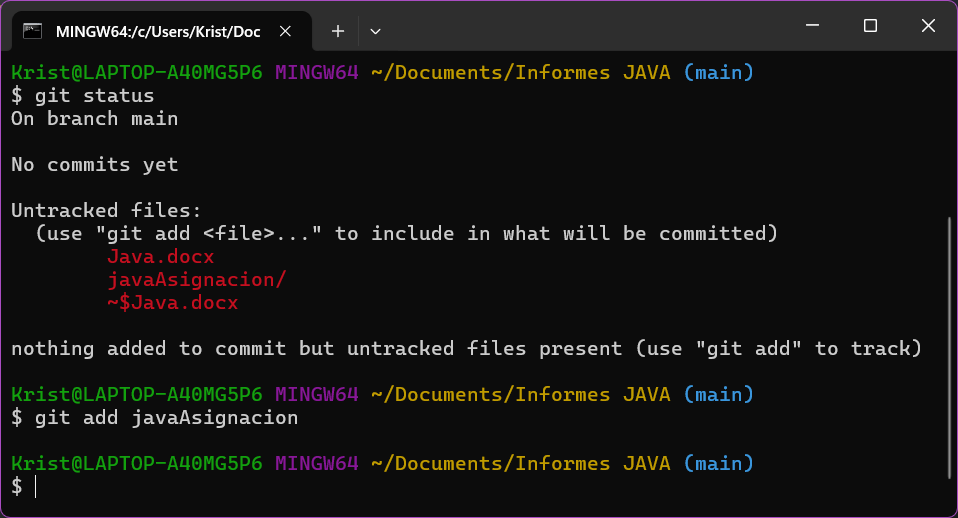 MINGW64:/c/Users/Krist/Doc
Krist@LAPTOP-A40MG5P6 MINGW64 ~/Documents/Informes JAVA (main)
$ git status
On branch main
No commits yet
Untracked files:
(use "git add <file>..." to include in what will be committed)
Java.docx
javaAsignacion/
~$Java.docx
nothing added to commit but untracked files present (use "git add" to track)
Krist@LAPTOP-A40MG5P6 MINGW64 ~/Documents/Informes JAVA (main)
$ git add javaAsignacion
Krist@LAPTOP-A40MG5P6 MINGW64 ~/Documents/Informes JAVA (main)
$